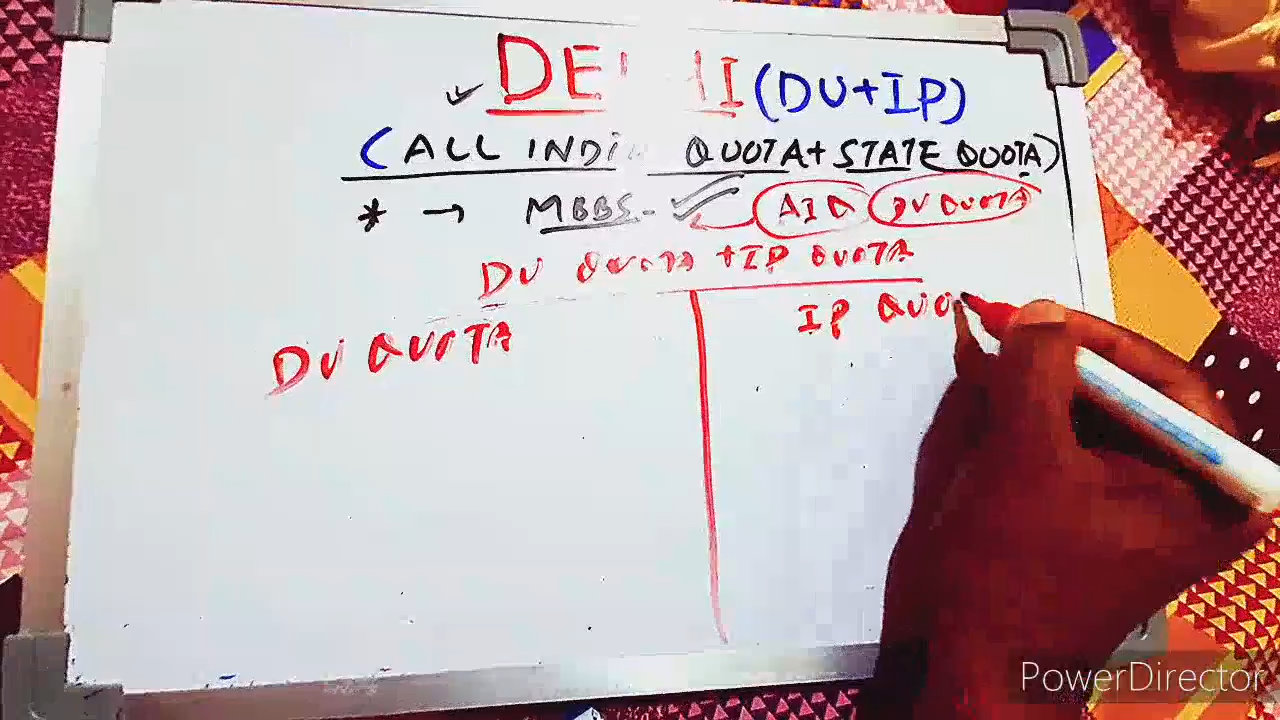 DE HI (DU+IP)
(ALL INDI QUOTA+ STATE QUOTA)
* → MBBS - AIQ DU QUOTA
DU QUOTA +IP QUOTA
DU QUOTA
IP QUO
PowerDirector